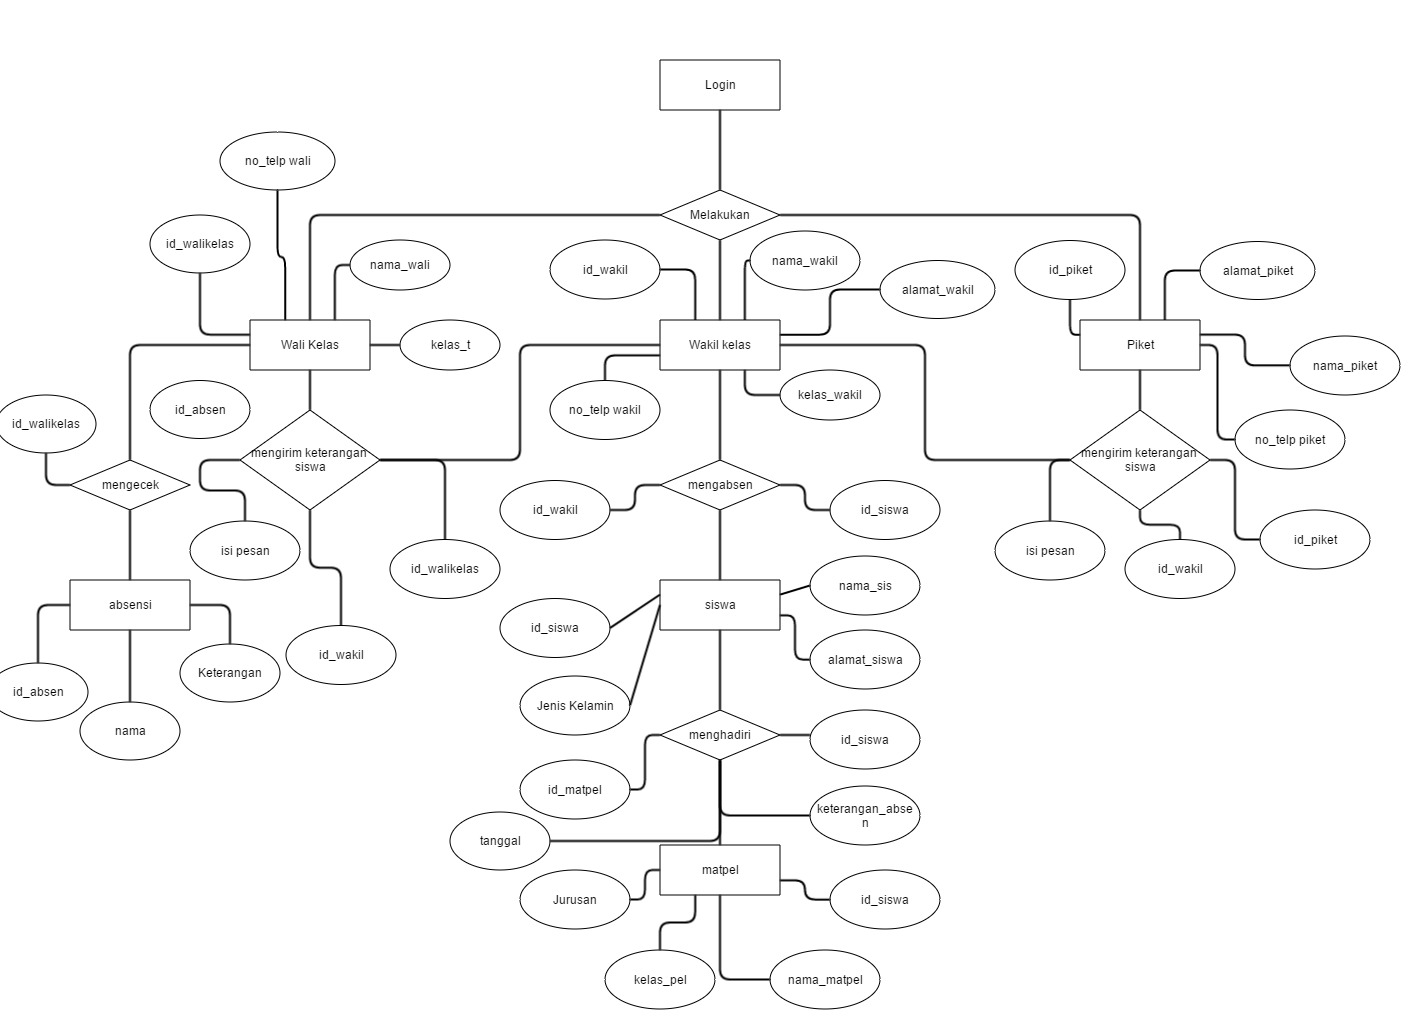 Login
no_telp wali
Melakukan
id_walikelas
nama_wali
id_wakil
nama_wakil
alamat_wakil
id_piket
alamat_piket
Wali Kelas
kelas_t
Wakil kelas
Piket
nama_piket
id_walikelas
id_absen
no_telp wakil
kelas_wakil
no_telp piket
mengecek
mengirim keterangan
siswa
mengabsen
mengirim keterangan
siswa
id_wakil
id_siswa
isi pesan
id_walikelas
isi pesan
id_wakil
id_piket
absensi
siswa
nama_sis
id_siswa
id_wakil
alamat_siswa
id_absen
Keterangan
nama
Jenis Kelamin
menghadiri
id_siswa
id_matpel
keterangan_abse
n
tanggal
matpel
Jurusan
id_siswa
kelas_pel
nama_matpel